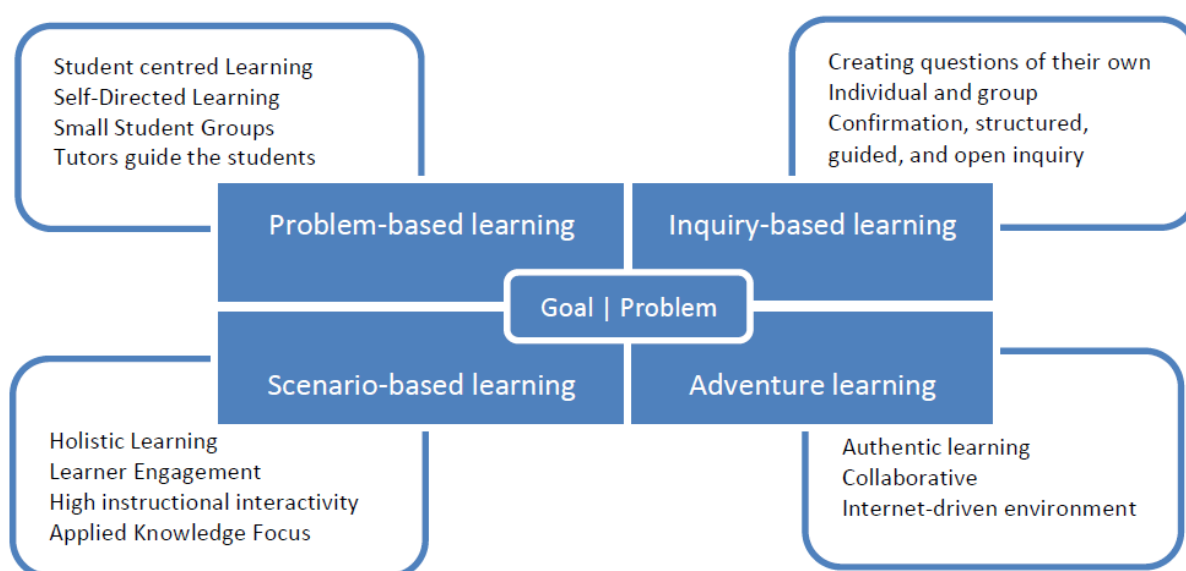 Student centred Learning
Self-Directed Learning
Small Student Groups
Tutors guide the students
Creating questions of their own
Individual and group
Confirmation, structured,
guided, and open inquiry
Problem-based learning
Inquiry-based learning
Goal | Problem
Scenario-based learning
Adventure learning
Holistic Learning
Learner Engagement
High instructional interactivity
Applied Knowledge Focus
Authentic learning
Collaborative
Internet-driven environment